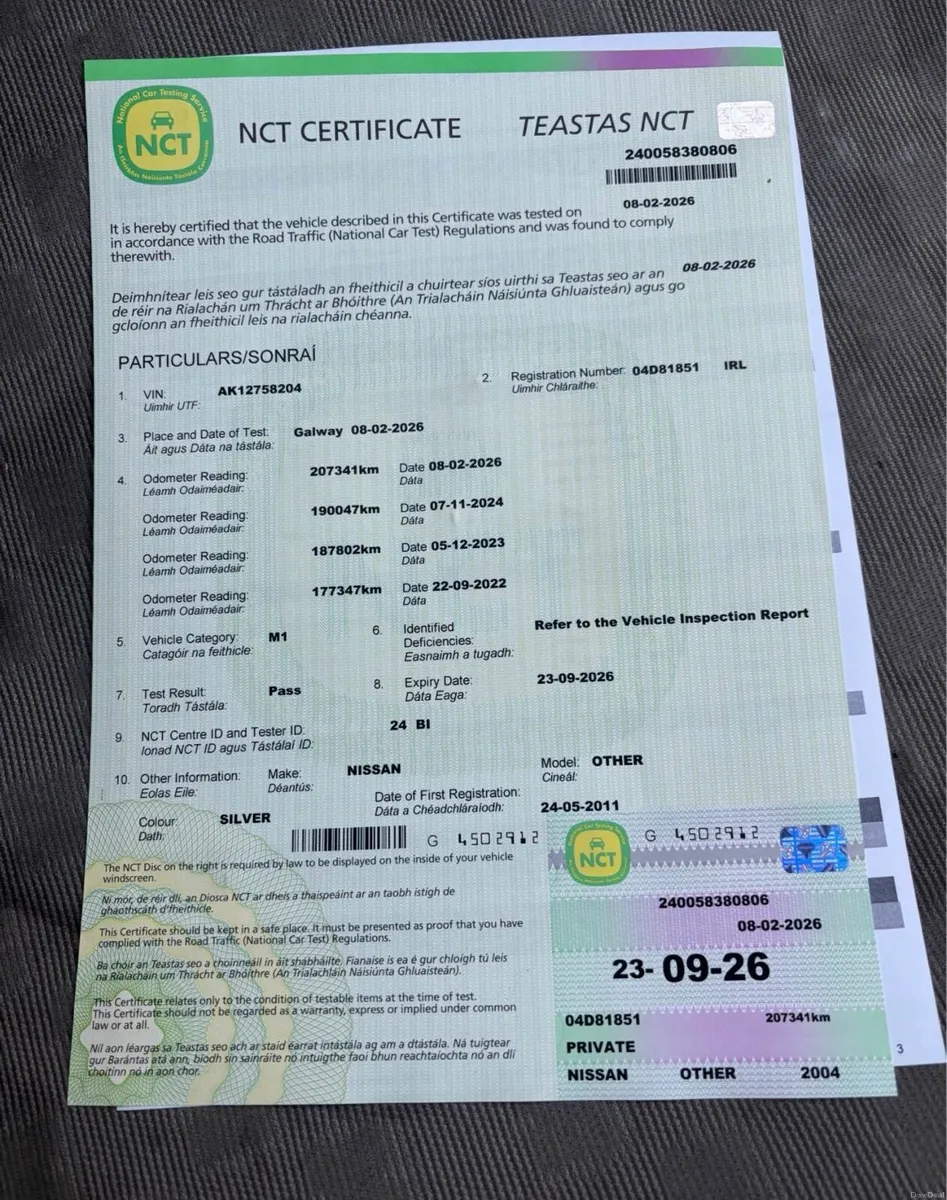 National Car Testing Service
NCT
An tSeirbhís Náisiúnta Tástála Carranna
NCT CERTIFICATE TEASTAS NCT
240058380806
08-02-2026
It is hereby certified that the vehicle described in this Certificate was tested on
in accordance with the Road Traffic (National Car Test) Regulations and was found to comply
therewith.
08-02-2026
Deimhnítear leis seo gur tástáladh an fheithicil a chuirtear síos uirthi sa Teastas seo ar an
de réir na Rialachán um Thrácht ar Bhóithre (An Trialacháin Náisiúnta Ghluaisteán) agus go
gcloíonn an fheithicil leis na rialacháin chéanna.
PARTICULARS/SONRAÍ
1. VIN: AK12758204
Uimhir UTF:
2. Registration Number: 04D81851 IRL
Uimhir Chláraithe:
3. Place and Date of Test: Galway 08-02-2026
Áit agus Dáta na tástála:
4. Odometer Reading: 207341km Date 08-02-2026
Léamh Odaiméadair: Dáta
Odometer Reading: 190047km Date 07-11-2024
Léamh Odaiméadair: Dáta
Odometer Reading: 187802km Date 05-12-2023
Léamh Odaiméadair: Dáta
Odometer Reading: 177347km Date 22-09-2022
Léamh Odaiméadair: Dáta
5. Vehicle Category: M1
Catagóir na feithicle:
6. Identified Deficiencies: Refer to the Vehicle Inspection Report
Easnaimh a tugadh:
7. Test Result: Pass
Toradh Tástála:
8. Expiry Date: 23-09-2026
Dáta Eaga:
9. NCT Centre ID and Tester ID: 24 BI
Ionad NCT ID agus Tástálaí ID:
10. Other Information: Make: NISSAN Model: OTHER
Eolas Eile: Déantús: Cineál:
Date of First Registration: 24-05-2011
Dáta a Chéadchláraíodh:
Colour: SILVER
Dath:
G 4502912
The NCT Disc on the right is required by law to be displayed on the inside of your vehicle
windscreen.
Ní mór, de réir dlí, an Diosca NCT ar dheis a thaispeáint ar an taobh istigh de
ghaothscáth d'fheithicle.
This Certificate should be kept in a safe place. It must be presented as proof that you have
complied with the Road Traffic (National Car Test) Regulations.
Ba chóir an Teastas seo a choinneáil in áit shábháilte. Fianaise is ea é gur chloígh tú leis
na Rialacháin um Thrácht ar Bhóithre (An Trialachláin Náisiúnta Ghluaisteán).
This Certificate relates only to the condition of testable items at the time of test.
This Certificate should not be regarded as a warranty, express or implied under common
law or at all.
Níl aon léargas sa Teastas seo ach ar staid éarraí intástála ag am a dtástála. Ná tuigtear
gur Barántas atá ann, bíodh sin sainráite nó intuigthe faoi bhun reachtaíochta nó an dlí
choitinn nó in aon chor.
G 4502912
NCT
240058380806
08-02-2026
23- 09-26
04D81851 207341km
PRIVATE
NISSAN OTHER 2004
3
DoneDeal